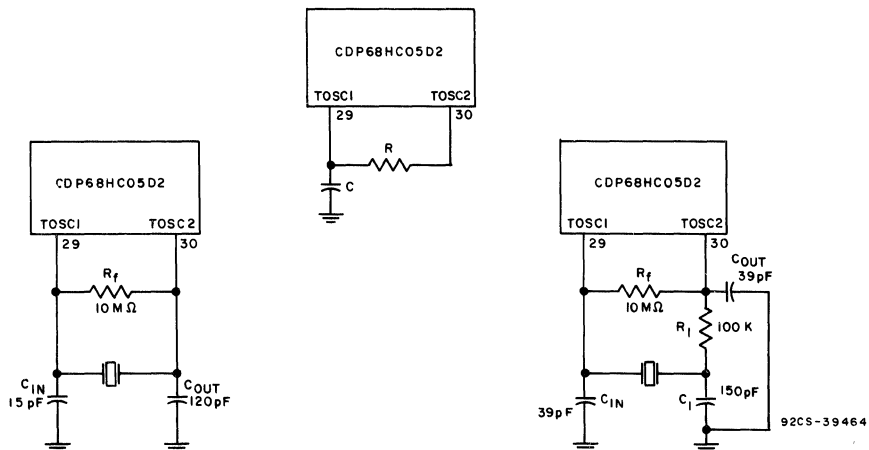 CDP68HC05D2
TOSC1 TOSC2
29 30
R
C
CDP68HC05D2
TOSC1 TOSC2
29 30
Rf
10MΩ
CIN
15pF
COUT
120pF
CDP68HC05D2
TOSC1 TOSC2
29 30
COUT
39pF
Rf
10MΩ
R1 100K
39pF CIN
C1 150pF
92CS-39464